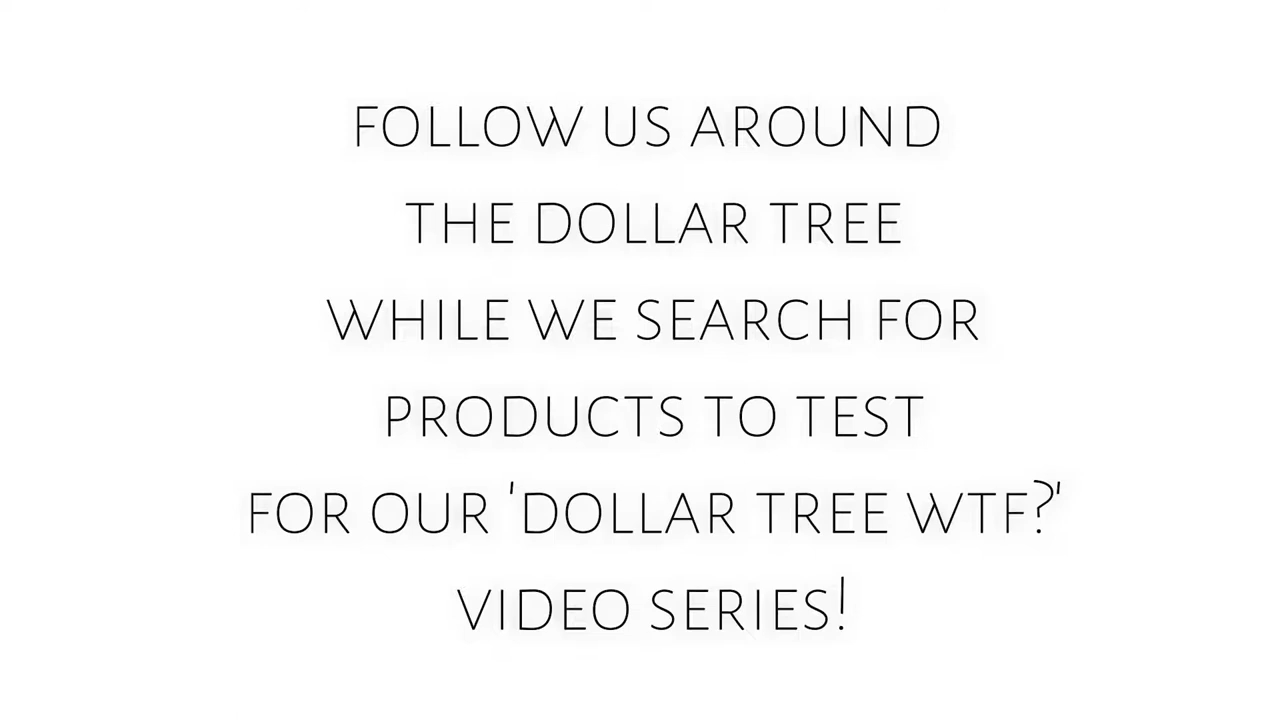 FOLLOW US AROUND
THE DOLLAR TREE
WHILE WE SEARCH FOR
PRODUCTS TO TEST
FOR OUR 'DOLLAR TREE WTF?'
VIDEO SERIES!